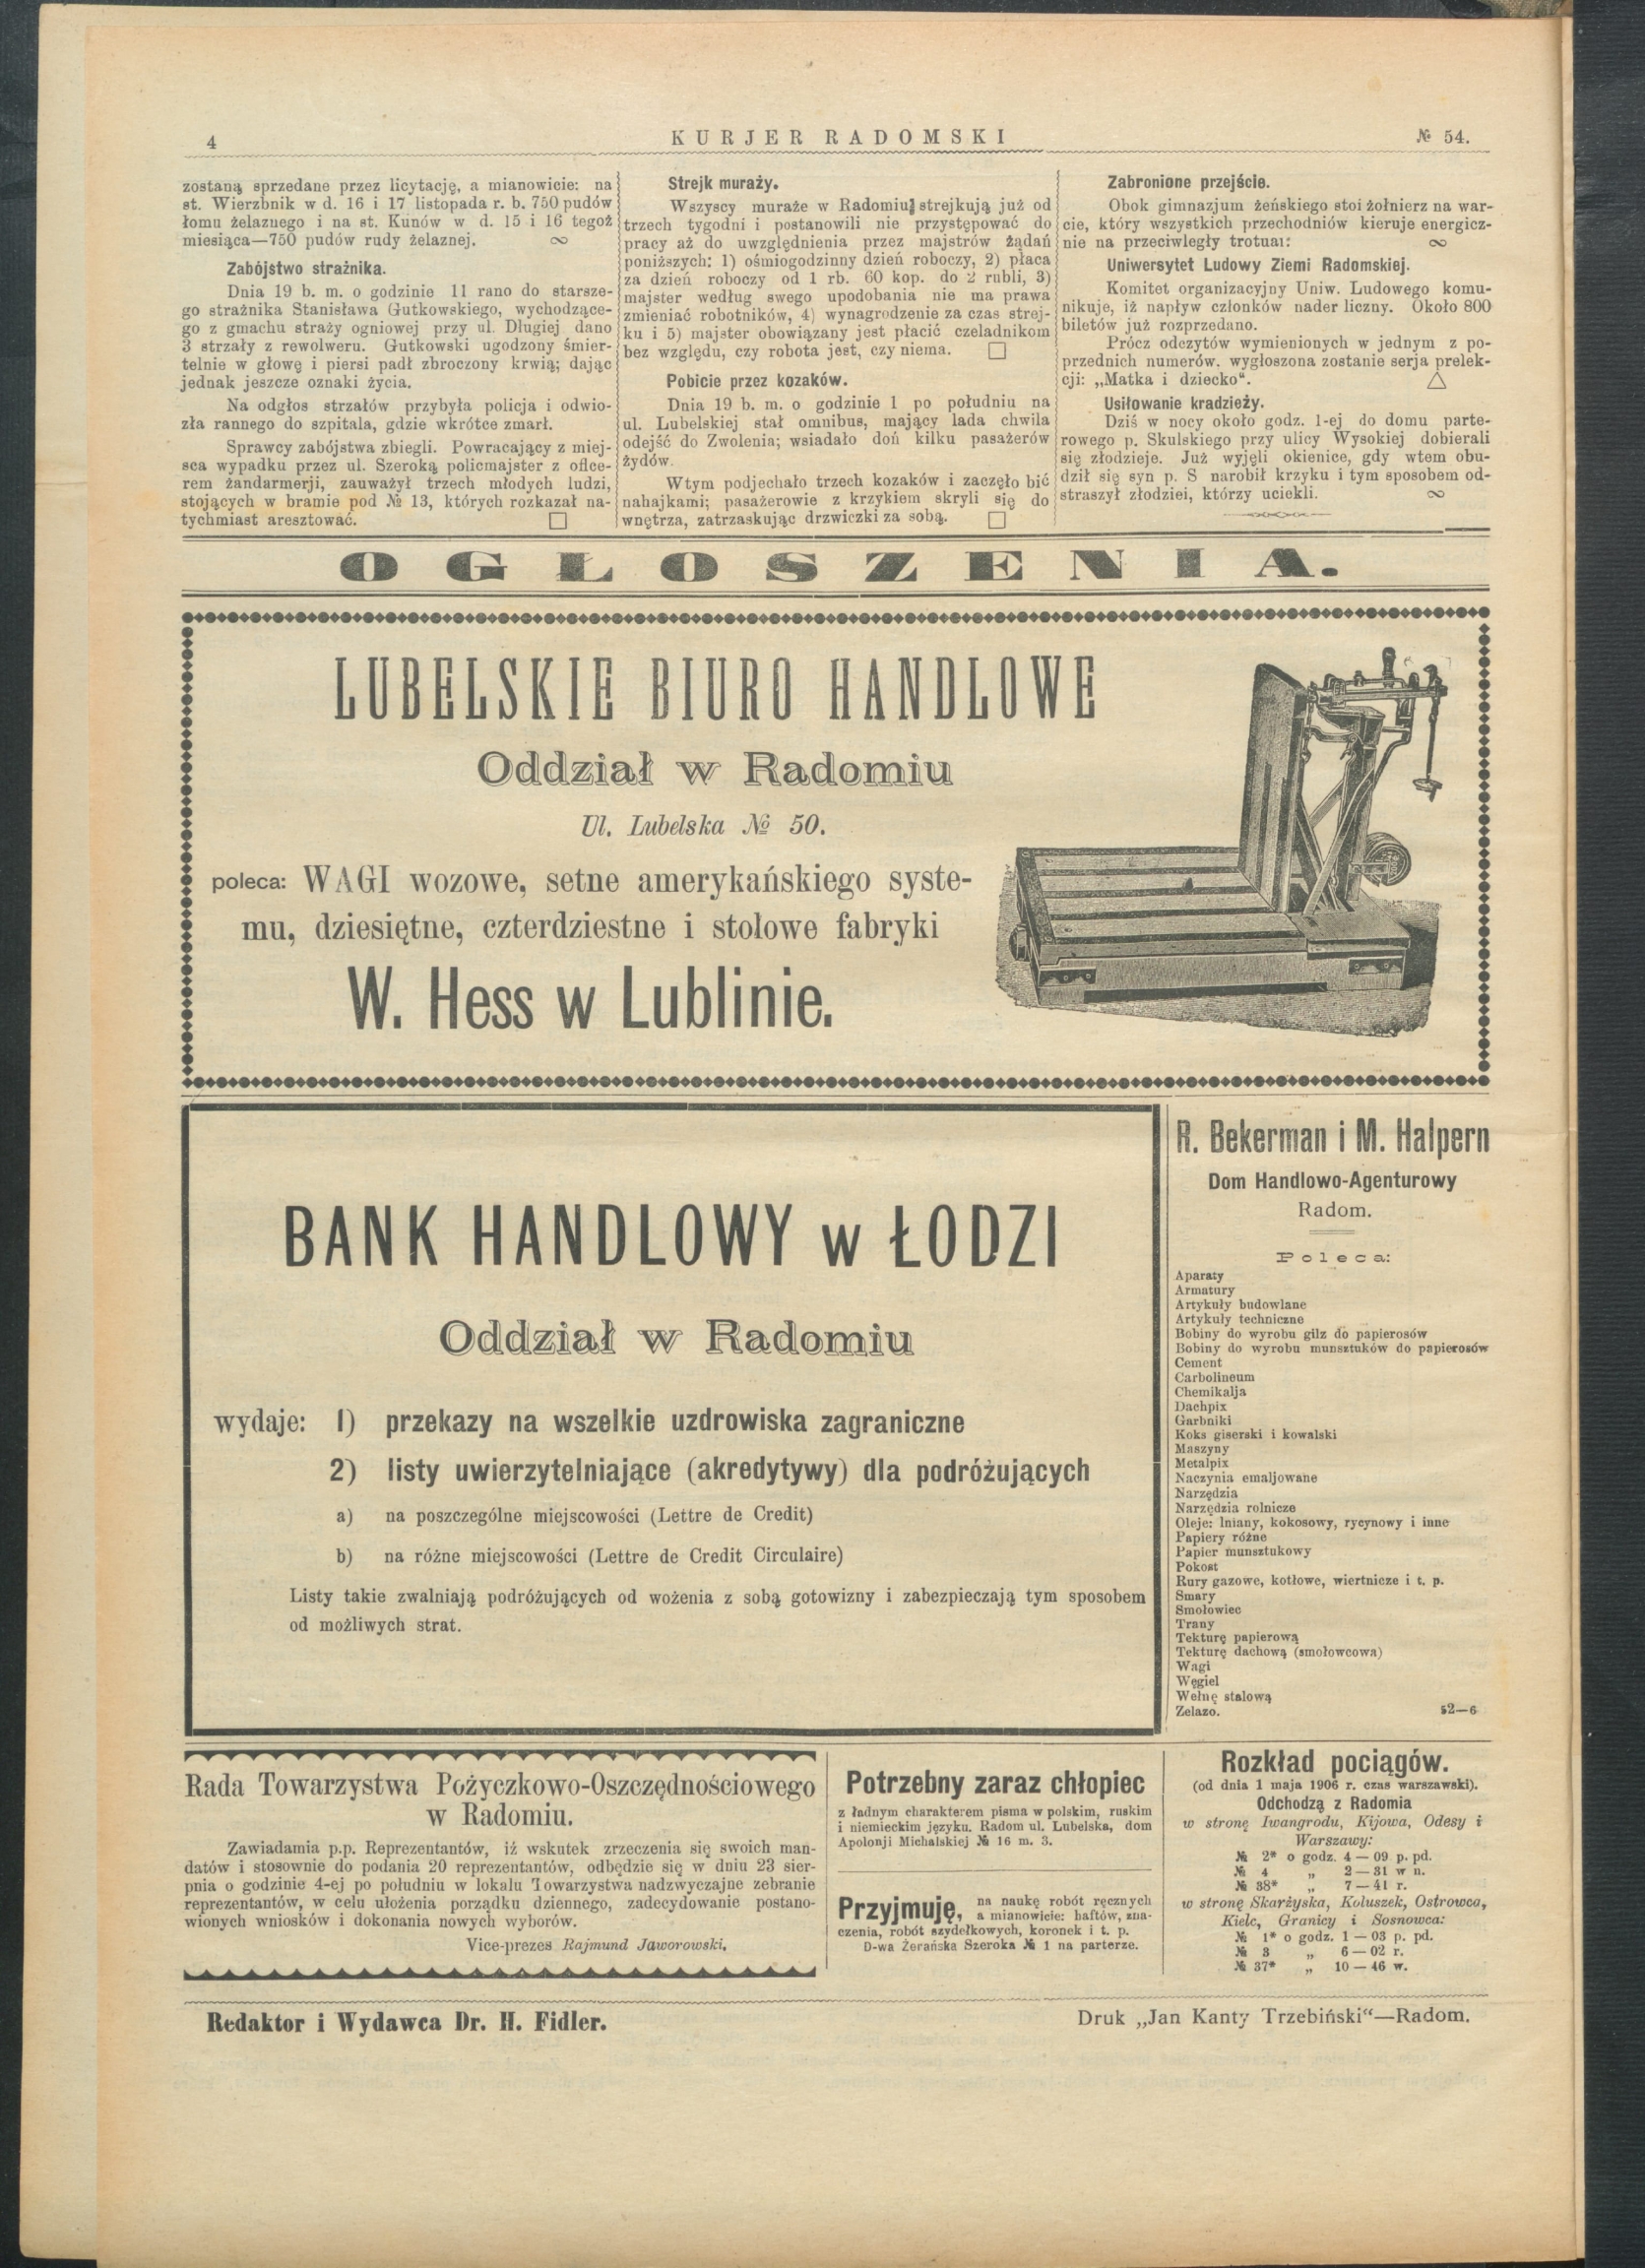 4
KURJER RADOMSKI
№ 54.
zostaną sprzedane przez licytację, a mianowicie: na
st. Wierzbnik w d. 16 i 17 listopada r. b. 750 pudów
łomu żelaznego i na st. Kunów w d. 15 i 16 tegoż
miesiąca—750 pudów rudy żelaznej.
Zabójstwo strażnika.
Dnia 19 b. m. o godzinie 11 rano do starsze-
go strażnika Stanisława Gutkowskiego, wychodzące-
go z gmachu straży ogniowej przy ul. Długiej dano
3 strzały z rewolweru. Gutkowski ugodzony śmier-
telnie w głowę i piersi padł zbroczony krwią; dając
jednak jeszcze oznaki życia.
Na odgłos strzałów przybyła policja i odwio-
zła rannego do szpitala, gdzie wkrótce zmarł.
Sprawcy zabójstwa zbiegli. Powracający z miej-
sca wypadku przez ul. Szeroką policmajster z ofice-
rem żandarmerji, zauważył trzech młodych ludzi,
stojących w bramie pod № 13, których rozkazał na-
tychmiast aresztować.
Strejk muraży.
Wszyscy muraże w Radomiu strejkują już od
trzech tygodni i postanowili nie przystępować do
pracy aż do uwzględnienia przez majstrów żądań
poniższych: 1) ośmiogodzinny dzień roboczy, 2) płaca
za dzień roboczy od 1 rb. 60 kop. do 2 rubli, 3)
majster według swego upodobania nie ma prawa
zmieniać robotników, 4) wynagrodzenie za czas strej-
ku i 5) majster obowiązany jest płacić czeladnikom
bez względu, czy robota jest, czy niema.
Pobicie przez kozaków.
Dnia 19 b. m. o godzinie 1 po południu na
ul. Lubelskiej stał omnibus, mający lada chwila
odejść do Zwolenia; wsiadało doń kilku pasażerów
żydów.
Wtym podjechało trzech kozaków i zaczęło bić
nahajkami; pasażerowie z krzykiem skryli się do
wnętrza, zatrzaskując drzwiczki za sobą.
Zabronione przejście.
Obok gimnazjum żeńskiego stoi żołnierz na war-
cie, który wszystkich przechodniów kieruje energicz-
nie na przeciwległy trotuar:
Uniwersytet Ludowy Ziemi Radomskiej.
Komitet organizacyjny Uniw. Ludowego komu-
nikuje, iż napływ członków nader liczny. Około 800
biletów już rozprzedano.
Prócz odczytów wymienionych w jednym z po-
przednich numerów. wygłoszona zostanie serja prelek-
cji: „Matka i dziecko“.
Usiłowanie kradzieży.
Dziś w nocy około godz. 1-ej do domu parte-
rowego p. Skulskiego przy ulicy Wysokiej dobierali
się złodzieje. Już wyjęli okienice, gdy wtem obu-
dził się syn p. S narobił krzyku i tym sposobem od-
straszył złodziei, którzy uciekli.
OGŁOSZENIA.
LUBELSKIE BIURO HANDLOWE
Oddział w Radomiu
Ul. Lubelska № 50.
poleca: WAGI wozowe, setne amerykańskiego syste-
mu, dziesiętne, czterdziestne i stolowe fabryki
W. Hess w Lublinie.
BANK HANDLOWY w ŁODZI
Oddział w Radomiu
wydaje: 1) przekazy na wszelkie uzdrowiska zagraniczne
2) listy uwierzytelniające (akredytywy) dla podróżujących
a) na poszczególne miejscowości (Lettre de Credit)
b) na różne miejscowości (Lettre de Credit Circulaire)
Listy takie zwalniają podróżujących od wożenia z sobą gotowizny i zabezpieczają tym sposobem
od możliwych strat.
R. Bekerman i M. Halpern
Dom Handlowo-Agenturowy
Radom.
Poleca:
Aparaty
Armatury
Artykuły budowlane
Artykuły techniczne
Bobiny do wyrobu gilz do papierosów
Bobiny do wyrobu munsztuków do papierosów
Cement
Carbolineum
Chemikalja
Dachpix
Garbniki
Koks giserski i kowalski
Maszyny
Metalpix
Naczynia emaljowane
Narzędzia
Narzędzia rolnicze
Oleje: lniany, kokosowy, rycynowy i inne
Papiery różne
Papier munsztukowy
Pokost
Rury gazowe, kotłowe, wiertnicze i t. p.
Smary
Smołowiec
Trany
Tekturę papierową
Tekturę dachową (smołowcowa)
Wagi
Węgiel
Wełnę stalową
Zelazo.
52—6
Rada Towarzystwa Pożyczkowo-Oszczędnościowego
w Radomiu.
Zawiadamia p.p. Reprezentantów, iż wskutek zrzeczenia się swoich man-
datów i stosownie do podania 20 reprezentantów, odbędzie się w dniu 23 sier-
pnia o godzinie 4-ej po południu w lokalu Towarzystwa nadzwyczajne zebranie
reprezentantów, w celu ułożenia porządku dziennego, zadecydowanie postano-
wionych wniosków i dokonania nowych wyborów.
Vice-prezes Rajmund Jaworowski.
Potrzebny zaraz chłopiec
z ładnym charakterem pisma w polskim, ruskim
i niemieckim języku. Radom ul. Lubelska, dom
Apolonji Michalskiej № 16 m. 3.
Przyjmuję, na naukę robót ręcznych
a mianowicie: haftów, zna-
czenia, robót szydełkowych, koronek i t. p.
D-wa Żerańska Szeroka № 1 na parterze.
Rozkład pociągów.
(od dnia 1 maja 1906 r. czas warszawski).
Odchodzą z Radomia
w stronę Iwangrodu, Kijowa, Odesy i
Warszawy:
№ 2* o godz. 4—09 p. pd.
№ 4 „ 2—31 w n.
№ 38* „ 7—41 r.
w stronę Skarżyska, Koluszek, Ostrowca,
Kielc, Granicy i Sosnowca:
№ 1* o godz. 1—03 p. pd.
№ 3 „ 6—02 r.
№ 37* „ 10—46 w.
Redaktor i Wydawca Dr. H. Fidler.
Druk „Jan Kanty Trzebiński“—Radom.